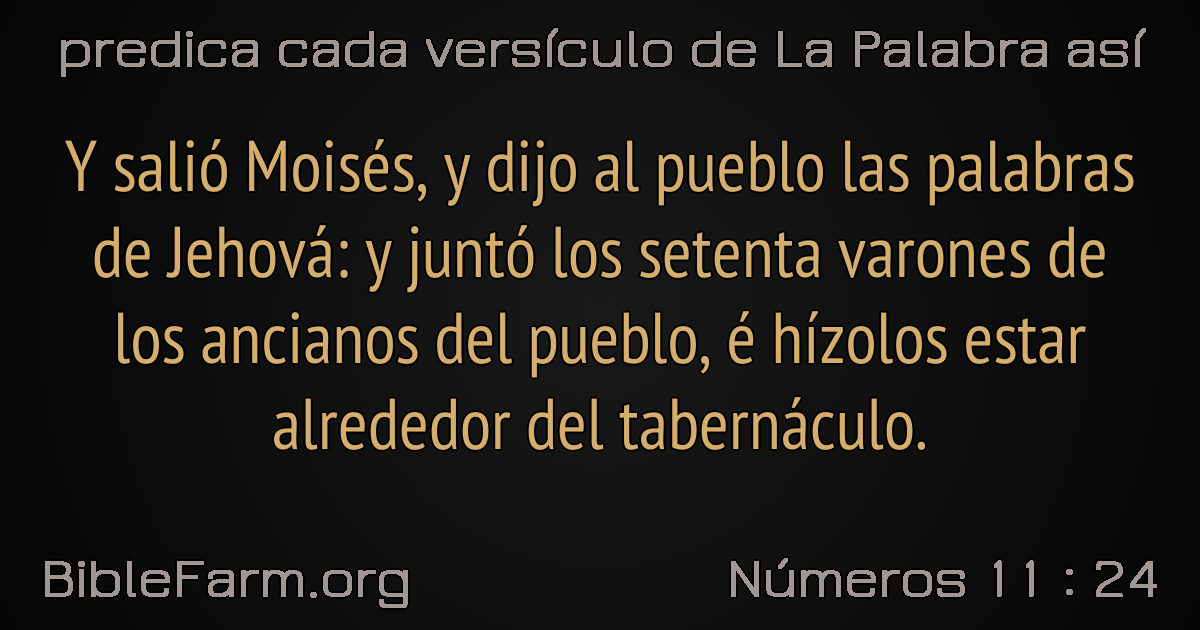 predica cada versículo de La Palabra así
Y salió Moisés, y dijo al pueblo las palabras
de Jehová: y juntó los setenta varones de
los ancianos del pueblo, é hízolos estar
alrededor del tabernáculo.
BibleFarm.org
Números 11 : 24